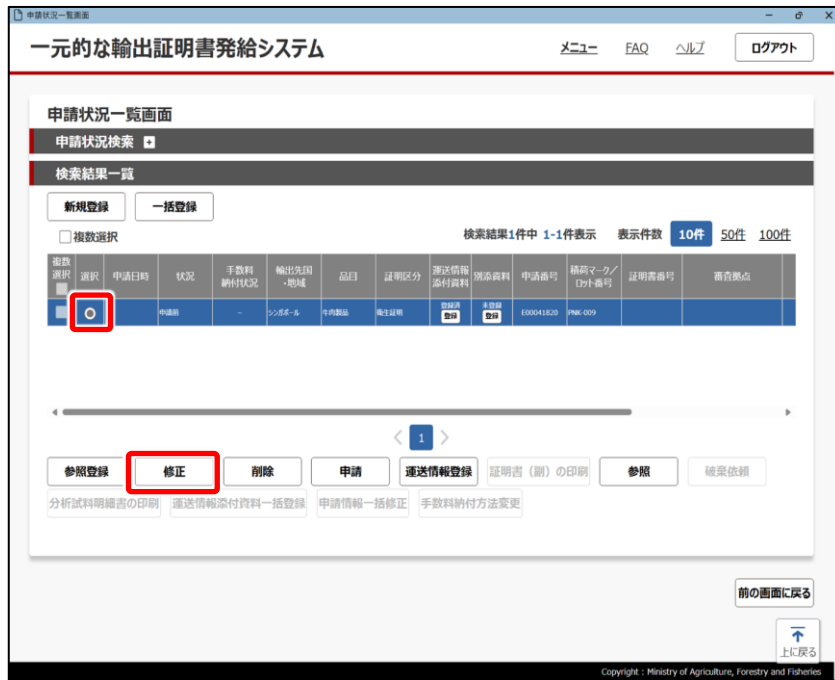 申請状況一覧画面
一元的な輸出証明書発給システム メニュー FAQ ヘルプ ログアウト
申請状況一覧画面
申請状況検索 +
検索結果一覧
新規登録 一括登録
複数選択 検索結果1件中 1-1件表示 表示件数 10件 50件 100件
複数選択 選択 申請日時 状況 手数料納付状況 輸出先国・地域 品目 証明区分 運送情報添付資料 別添資料 申請番号 積荷マーク/ロット番号 証明書番号 審査拠点
申請前 - シンガポール 牛肉製品 衛生証明 登録済 登録 未登録 登録 E00041820 PNK-009
< 1 >
参照登録 修正 削除 申請 運送情報登録 証明書（副）の印刷 参照 破棄依頼
分析試料明細書の印刷 運送情報添付資料一括登録 申請情報一括修正 手数料納付方法変更
前の画面に戻る
上に戻る
Copyright : Ministry of Agriculture, Forestry and Fisheries